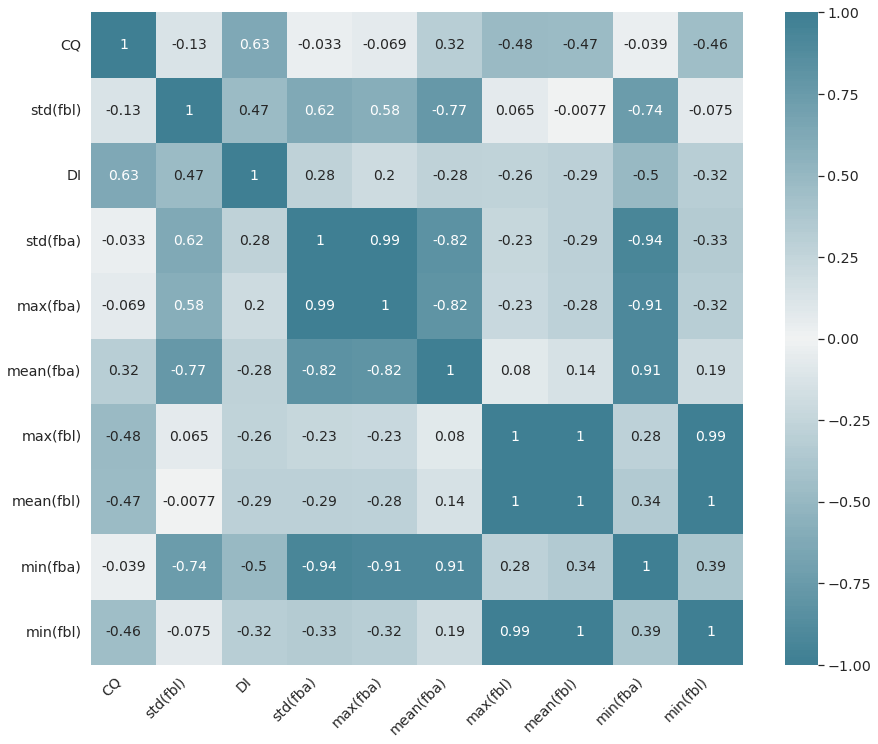 CQ 1 -0.13 0.63 -0.033 -0.069 0.32 -0.48 -0.47 -0.039 -0.46
std(fbl) -0.13 1 0.47 0.62 0.58 -0.77 0.065 -0.0077 -0.74 -0.075
DI 0.63 0.47 1 0.28 0.2 -0.28 -0.26 -0.29 -0.5 -0.32
std(fba) -0.033 0.62 0.28 1 0.99 -0.82 -0.23 -0.29 -0.94 -0.33
max(fba) -0.069 0.58 0.2 0.99 1 -0.82 -0.23 -0.28 -0.91 -0.32
mean(fba) 0.32 -0.77 -0.28 -0.82 -0.82 1 0.08 0.14 0.91 0.19
max(fbl) -0.48 0.065 -0.26 -0.23 -0.23 0.08 1 1 0.28 0.99
mean(fbl) -0.47 -0.0077 -0.29 -0.29 -0.28 0.14 1 1 0.34 1
min(fba) -0.039 -0.74 -0.5 -0.94 -0.91 0.91 0.28 0.34 1 0.39
min(fbl) -0.46 -0.075 -0.32 -0.33 -0.32 0.19 0.99 1 0.39 1
CQ std(fbl) DI std(fba) max(fba) mean(fba) max(fbl) mean(fbl) min(fba) min(fbl)
1.00
0.75
0.50
0.25
0.00
−0.25
−0.50
−0.75
−1.00